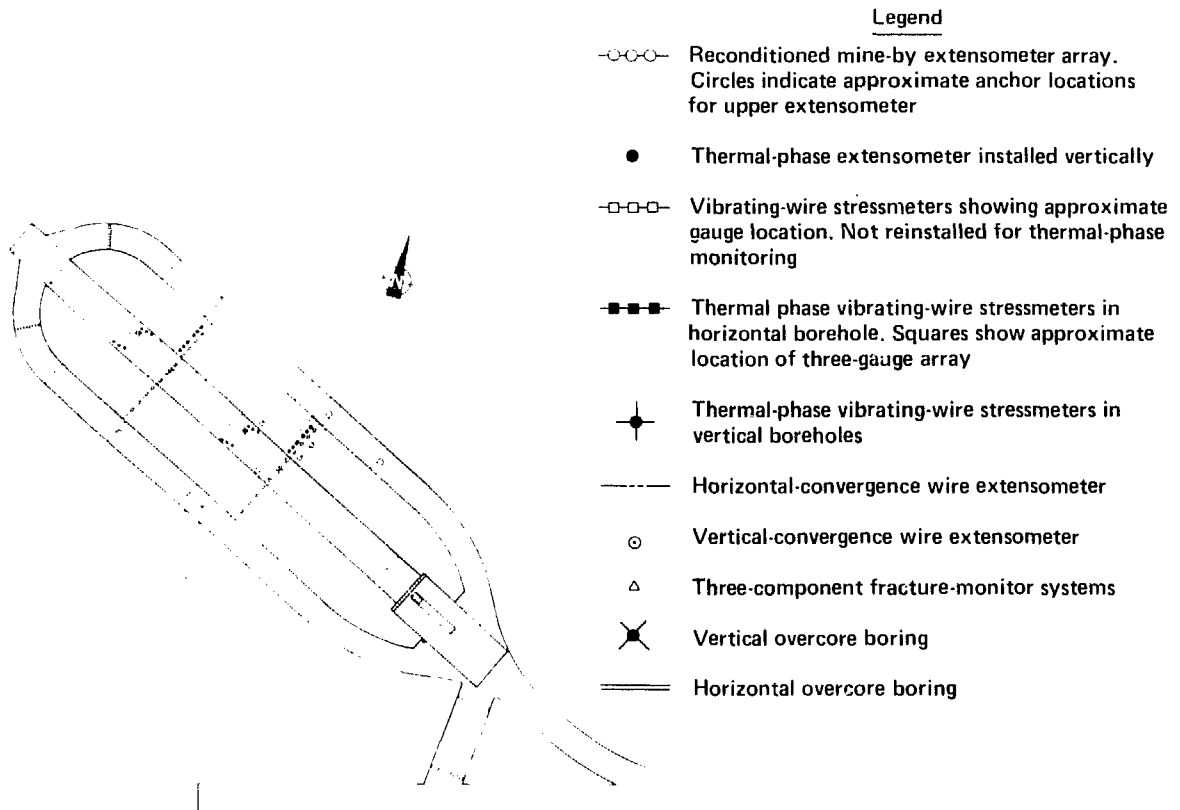 Legend
Reconditioned mine-by extensometer array.
Circles indicate approximate anchor locations
for upper extensometer
Thermal-phase extensometer installed vertically
Vibrating-wire stressmeters showing approximate
gauge location. Not reinstalled for thermal-phase
monitoring
Thermal phase vibrating-wire stressmeters in
horizontal borehole. Squares show approximate
location of three-gauge array
Thermal-phase vibrating-wire stressmeters in
vertical boreholes
Horizontal-convergence wire extensometer
Vertical-convergence wire extensometer
Three-component fracture-monitor systems
Vertical overcore boring
Horizontal overcore boring